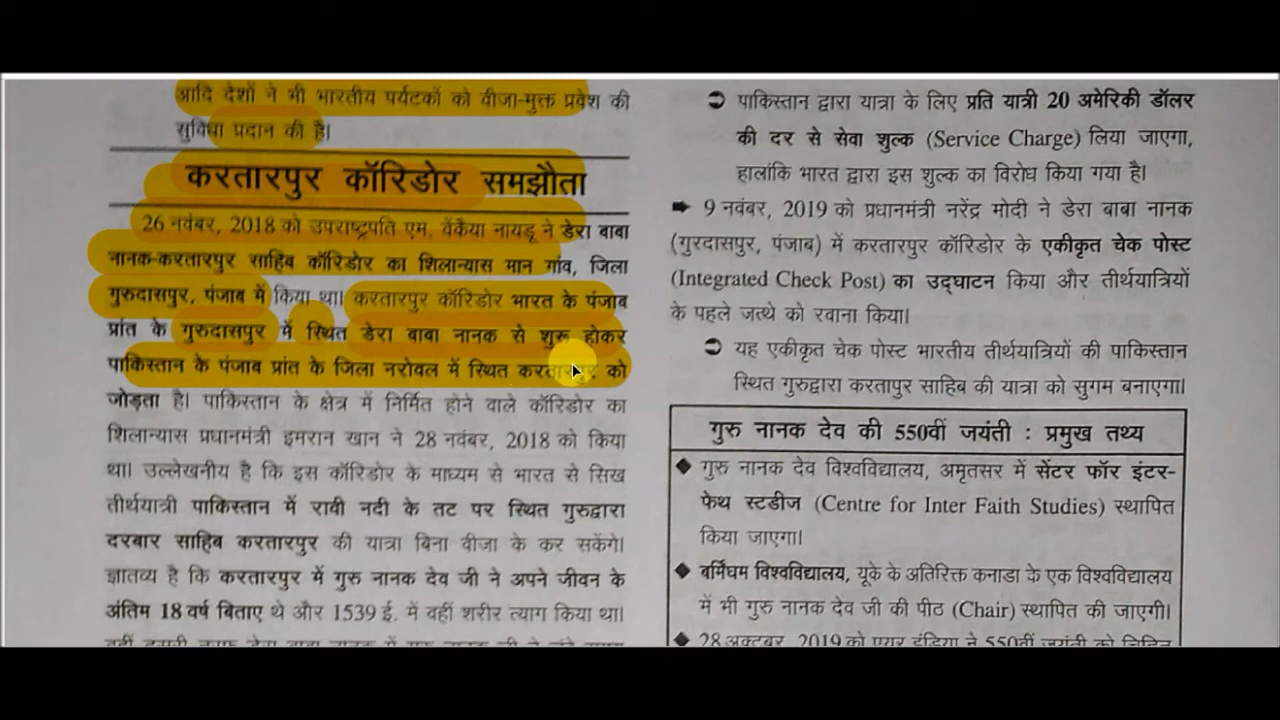 आदि देशों ने भी भारतीय पर्यटकों को वीजा-मुक्त प्रवेश की
सुविधा प्रदान की है।
करतारपुर कॉरिडोर समझौता
26 नवंबर, 2018 को उपराष्ट्रपति एम. वेंकैया नायडू ने डेरा बाबा
नानक-करतारपुर साहिब कॉरिडोर का शिलान्यास मान गांव, जिला
गुरुदासपुर, पंजाब में किया था। करतारपुर कॉरिडोर भारत के पंजाब
प्रांत के गुरुदासपुर में स्थित डेरा बाबा नानक से शुरू होकर
पाकिस्तान के पंजाब प्रांत के जिला नरोवल में स्थित करतारपुर को
जोड़ता है। पाकिस्तान के क्षेत्र में निर्मित होने वाले कॉरिडोर का
शिलान्यास प्रधानमंत्री इमरान खान ने 28 नवंबर, 2018 को किया
था। उल्लेखनीय है कि इस कॉरिडोर के माध्यम से भारत से सिख
तीर्थयात्री पाकिस्तान में रावी नदी के तट पर स्थित गुरुद्वारा
दरबार साहिब करतारपुर की यात्रा बिना वीजा के कर सकेंगे।
ज्ञातव्य है कि करतारपुर में गुरु नानक देव जी ने अपने जीवन के
अंतिम 18 वर्ष बिताए थे और 1539 ई. में वहीं शरीर त्याग किया था।
➲ पाकिस्तान द्वारा यात्रा के लिए प्रति यात्री 20 अमेरिकी डॉलर
की दर से सेवा शुल्क (Service Charge) लिया जाएगा,
हालांकि भारत द्वारा इस शुल्क का विरोध किया गया है।
➡ 9 नवंबर, 2019 को प्रधानमंत्री नरेंद्र मोदी ने डेरा बाबा नानक
(गुरदासपुर, पंजाब) में करतारपुर कॉरिडोर के एकीकृत चेक पोस्ट
(Integrated Check Post) का उद्घाटन किया और तीर्थयात्रियों
के पहले जत्थे को रवाना किया।
➲ यह एकीकृत चेक पोस्ट भारतीय तीर्थयात्रियों की पाकिस्तान
स्थित गुरुद्वारा करतापुर साहिब की यात्रा को सुगम बनाएगा।
गुरु नानक देव की 550वीं जयंती : प्रमुख तथ्य
◆ गुरु नानक देव विश्वविद्यालय, अमृतसर में सेंटर फॉर इंटर-
फेथ स्टडीज (Centre for Inter Faith Studies) स्थापित
किया जाएगा।
◆ बर्मिंघम विश्वविद्यालय, यूके के अतिरिक्त कनाडा के एक विश्वविद्यालय
में भी गुरु नानक देव जी की पीठ (Chair) स्थापित की जाएगी।
◆ 28 अक्टूबर, 2019 को एयर इंडिया ने 550वीं जयंती को चिह्नित